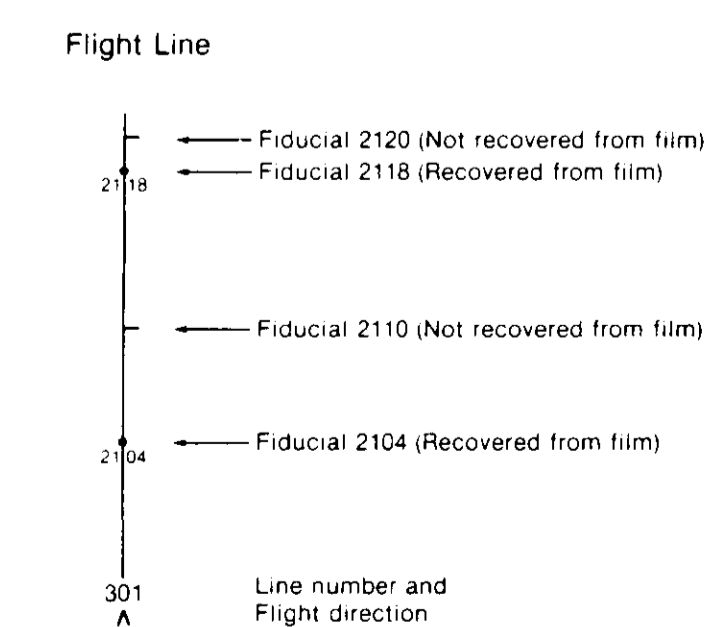 Flight Line
Fiducial 2120 (Not recovered from film)
2118
Fiducial 2118 (Recovered from film)
Fiducial 2110 (Not recovered from film)
Fiducial 2104 (Recovered from film)
2104
301
Line number and
Flight direction